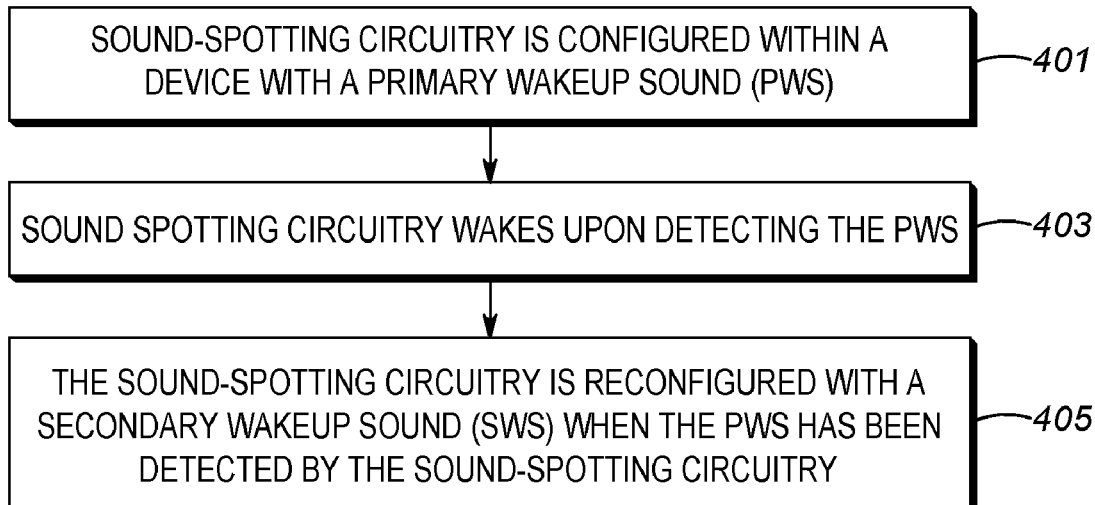 SOUND-SPOTTING CIRCUITRY IS CONFIGURED WITHIN A
DEVICE WITH A PRIMARY WAKEUP SOUND (PWS)
401
SOUND SPOTTING CIRCUITRY WAKES UPON DETECTING THE PWS
403
THE SOUND-SPOTTING CIRCUITRY IS RECONFIGURED WITH A
SECONDARY WAKEUP SOUND (SWS) WHEN THE PWS HAS BEEN
DETECTED BY THE SOUND-SPOTTING CIRCUITRY
405